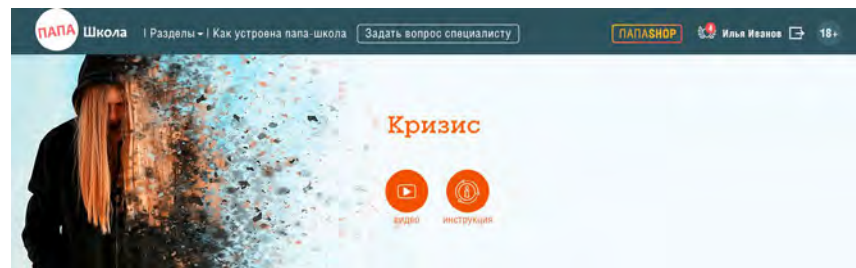 ПАПА Школа | Разделы | Как устроена папа-школа Задать вопрос специалисту ПАПАSHOP Илья Иванов 18+
Кризис
видео инструкция